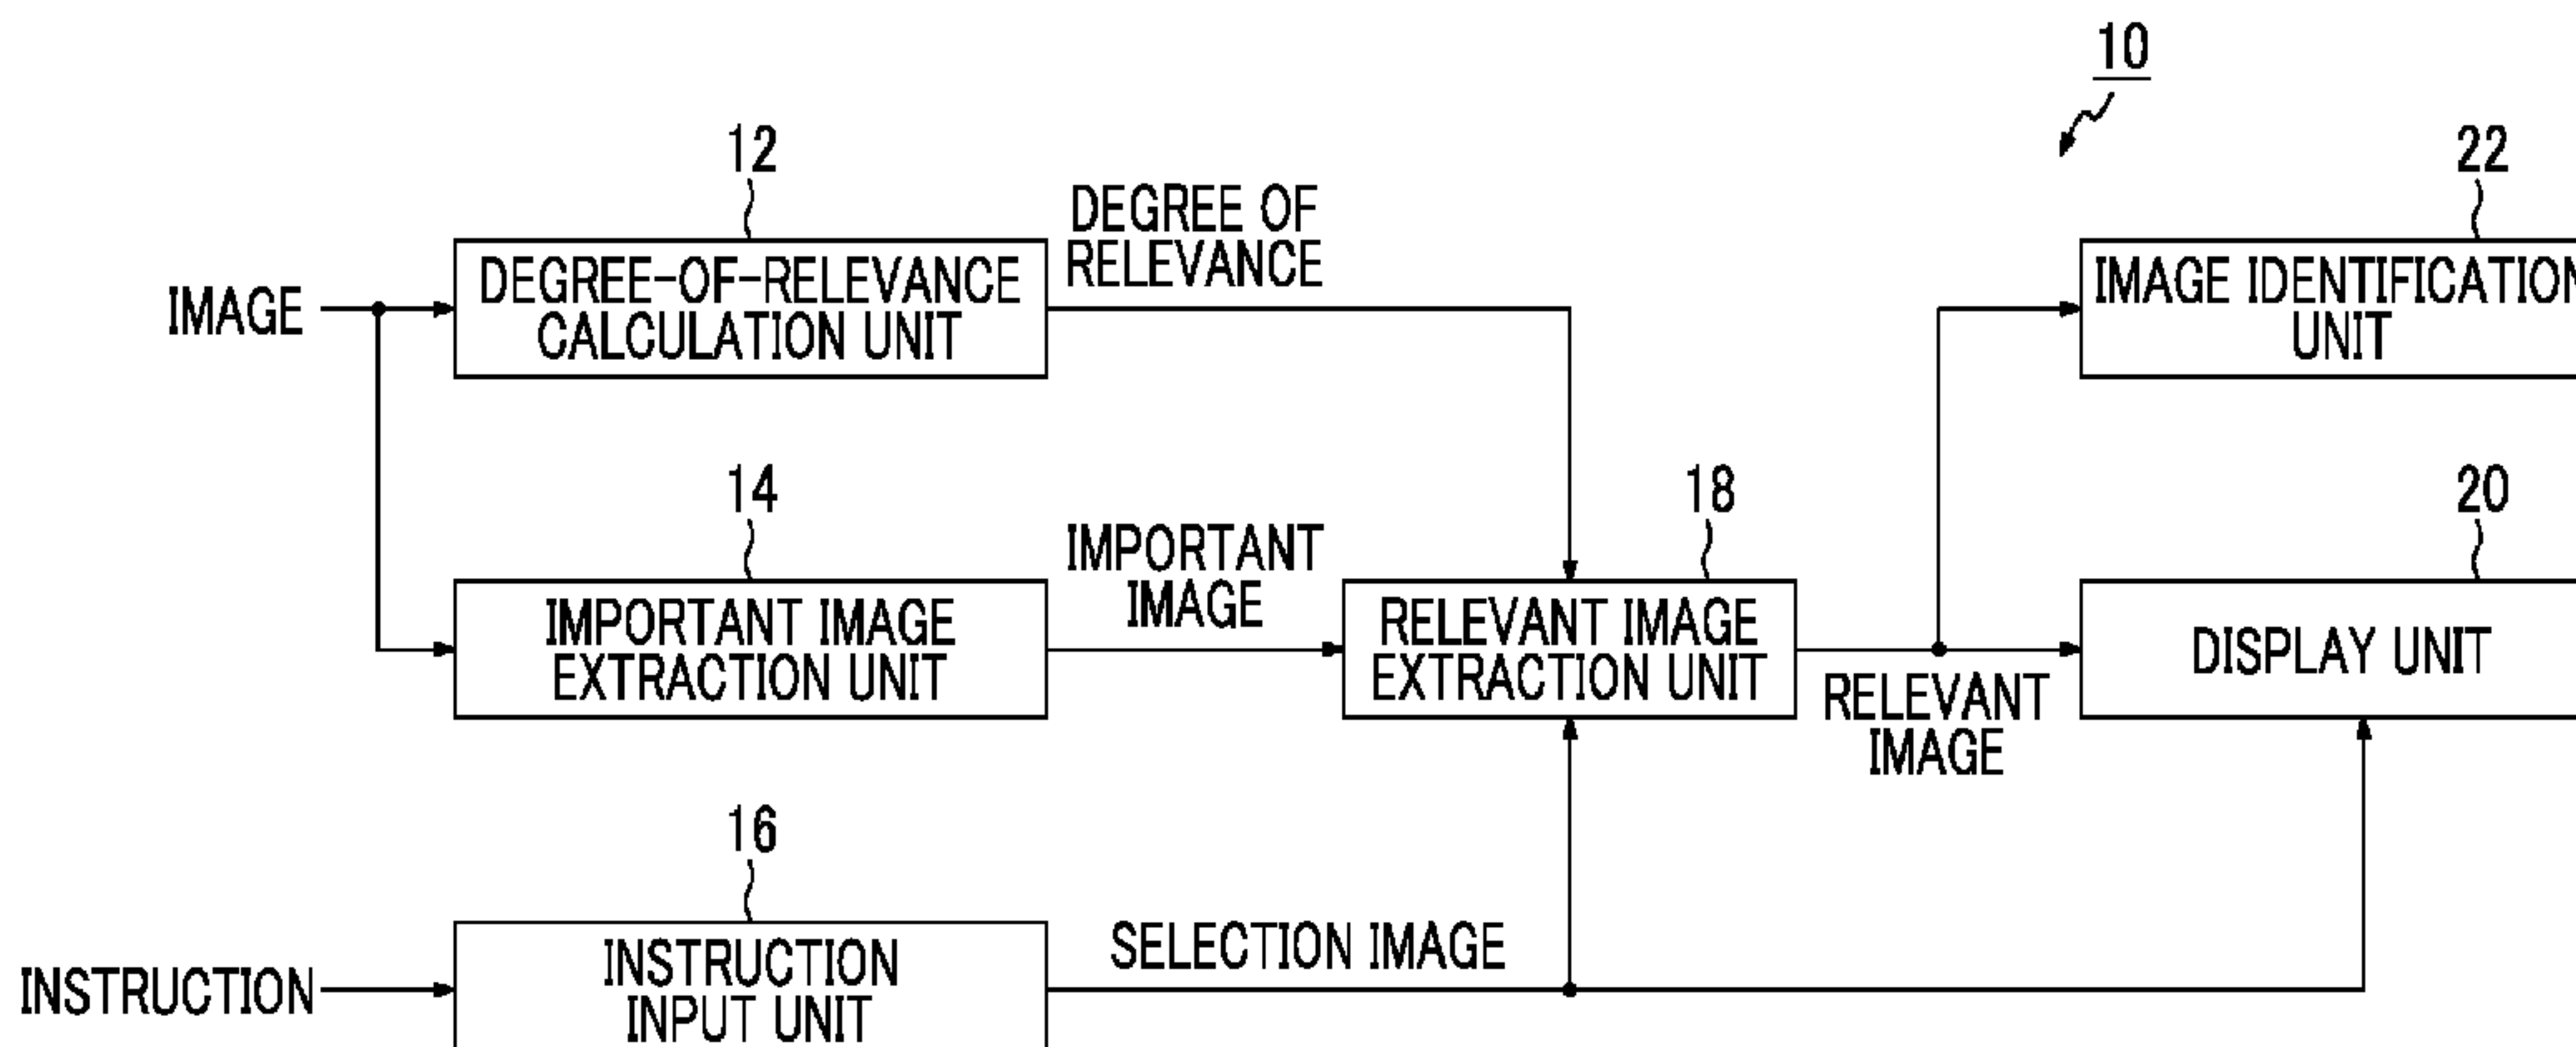 10
12
22
DEGREE OF
RELEVANCE
IMAGE
DEGREE-OF-RELEVANCE
CALCULATION UNIT
IMAGE IDENTIFICATION
UNIT
14
18
20
IMPORTANT
IMAGE
IMPORTANT IMAGE
EXTRACTION UNIT
RELEVANT IMAGE
EXTRACTION UNIT
DISPLAY UNIT
RELEVANT
IMAGE
16
SELECTION IMAGE
INSTRUCTION
INSTRUCTION
INPUT UNIT